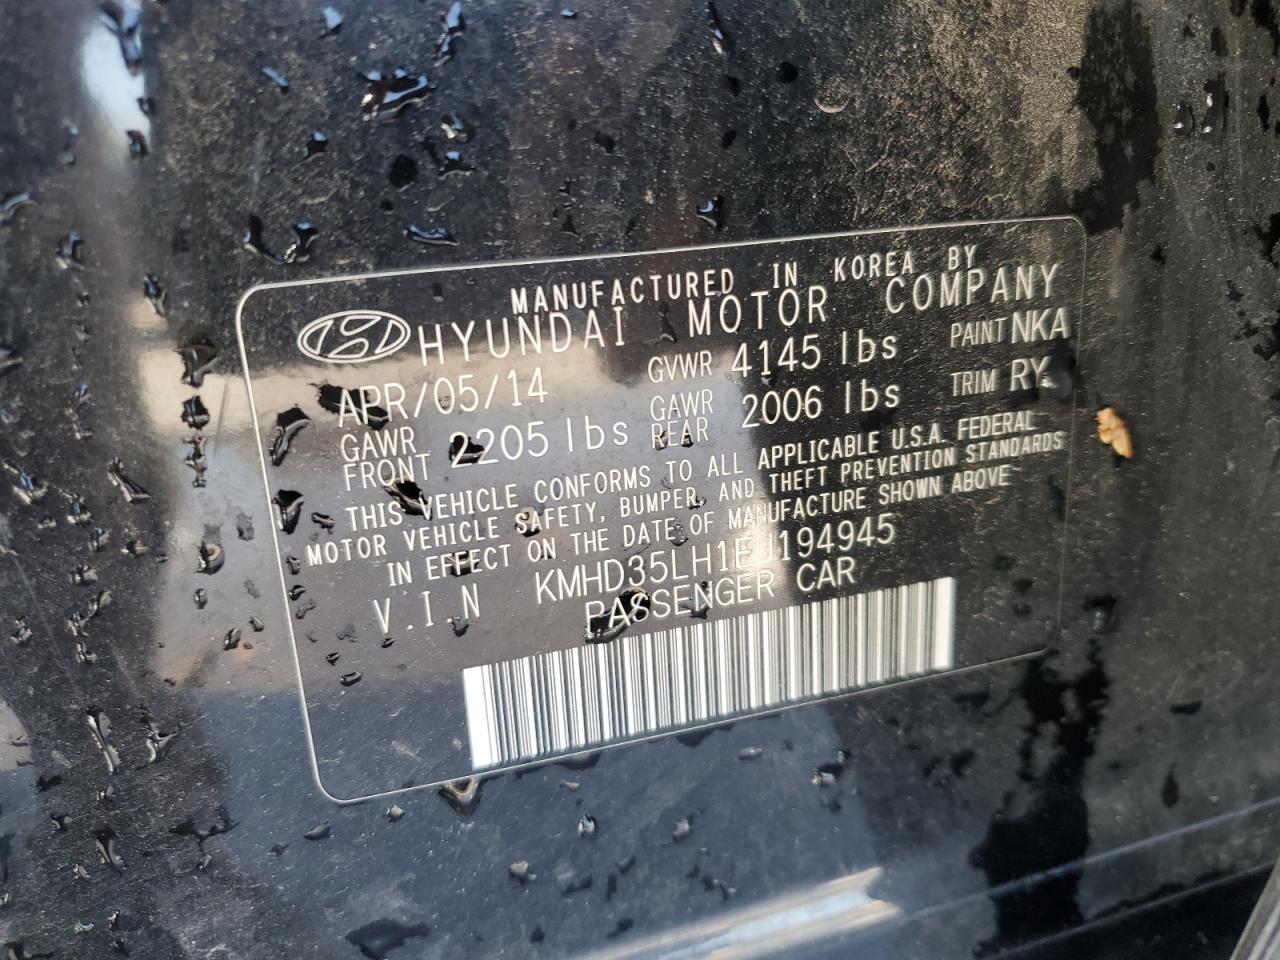 MANUFACTURED IN KOREA BY
HYUNDAI MOTOR COMPANY
APR/05/14 GVWR 4145 lbs PAINT NKA
GAWR FRONT 2205 lbs GAWR REAR 2006 lbs TRIM RY
THIS VEHICLE CONFORMS TO ALL APPLICABLE U.S.A. FEDERAL
MOTOR VEHICLE SAFETY, BUMPER, AND THEFT PREVENTION STANDARDS
IN EFFECT ON THE DATE OF MANUFACTURE SHOWN ABOVE
V.I.N KMHD35LH1EU194945
PASSENGER CAR